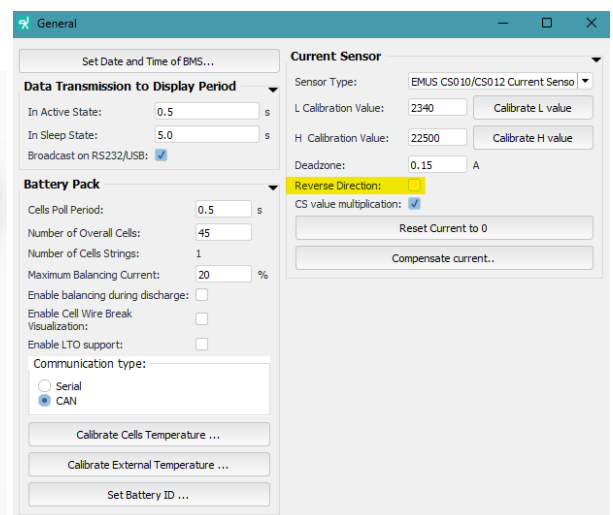 General
Set Date and Time of BMS...
Data Transmission to Display Period
In Active State: 0.5 s
In Sleep State: 5.0 s
Broadcast on RS232/USB:
Battery Pack
Cells Poll Period: 0.5 s
Number of Overall Cells: 45
Number of Cells Strings: 1
Maximum Balancing Current: 20 %
Enable balancing during discharge:
Enable Cell Wire Break
Visualization:
Enable LTO support:
Communication type:
Serial
CAN
Calibrate Cells Temperature ...
Calibrate External Temperature ...
Set Battery ID ...
Current Sensor
Sensor Type: EMUS CS010/CS012 Current Senso
L Calibration Value: 2340 Calibrate L value
H Calibration Value: 22500 Calibrate H value
Deadzone: 0.15 A
Reverse Direction:
CS value multiplication:
Reset Current to 0
Compensate current..